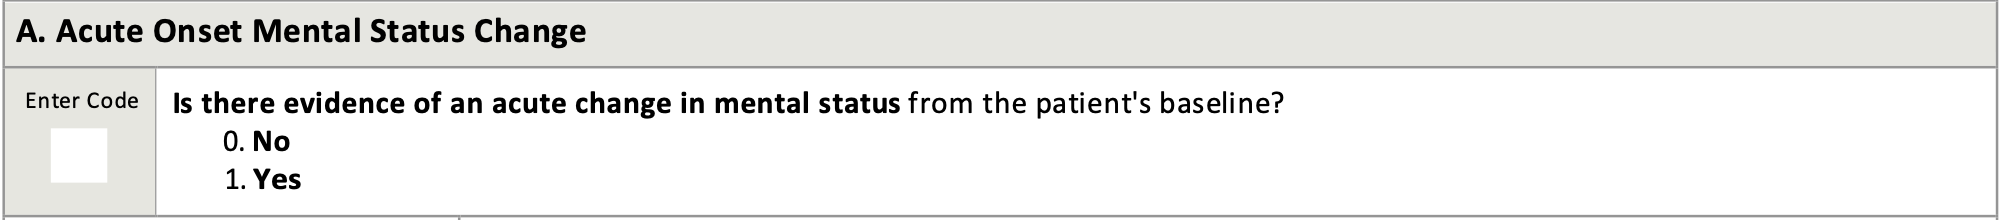 A. Acute Onset Mental Status Change
Enter Code
Is there evidence of an acute change in mental status from the patient's baseline?
0. No
1. Yes